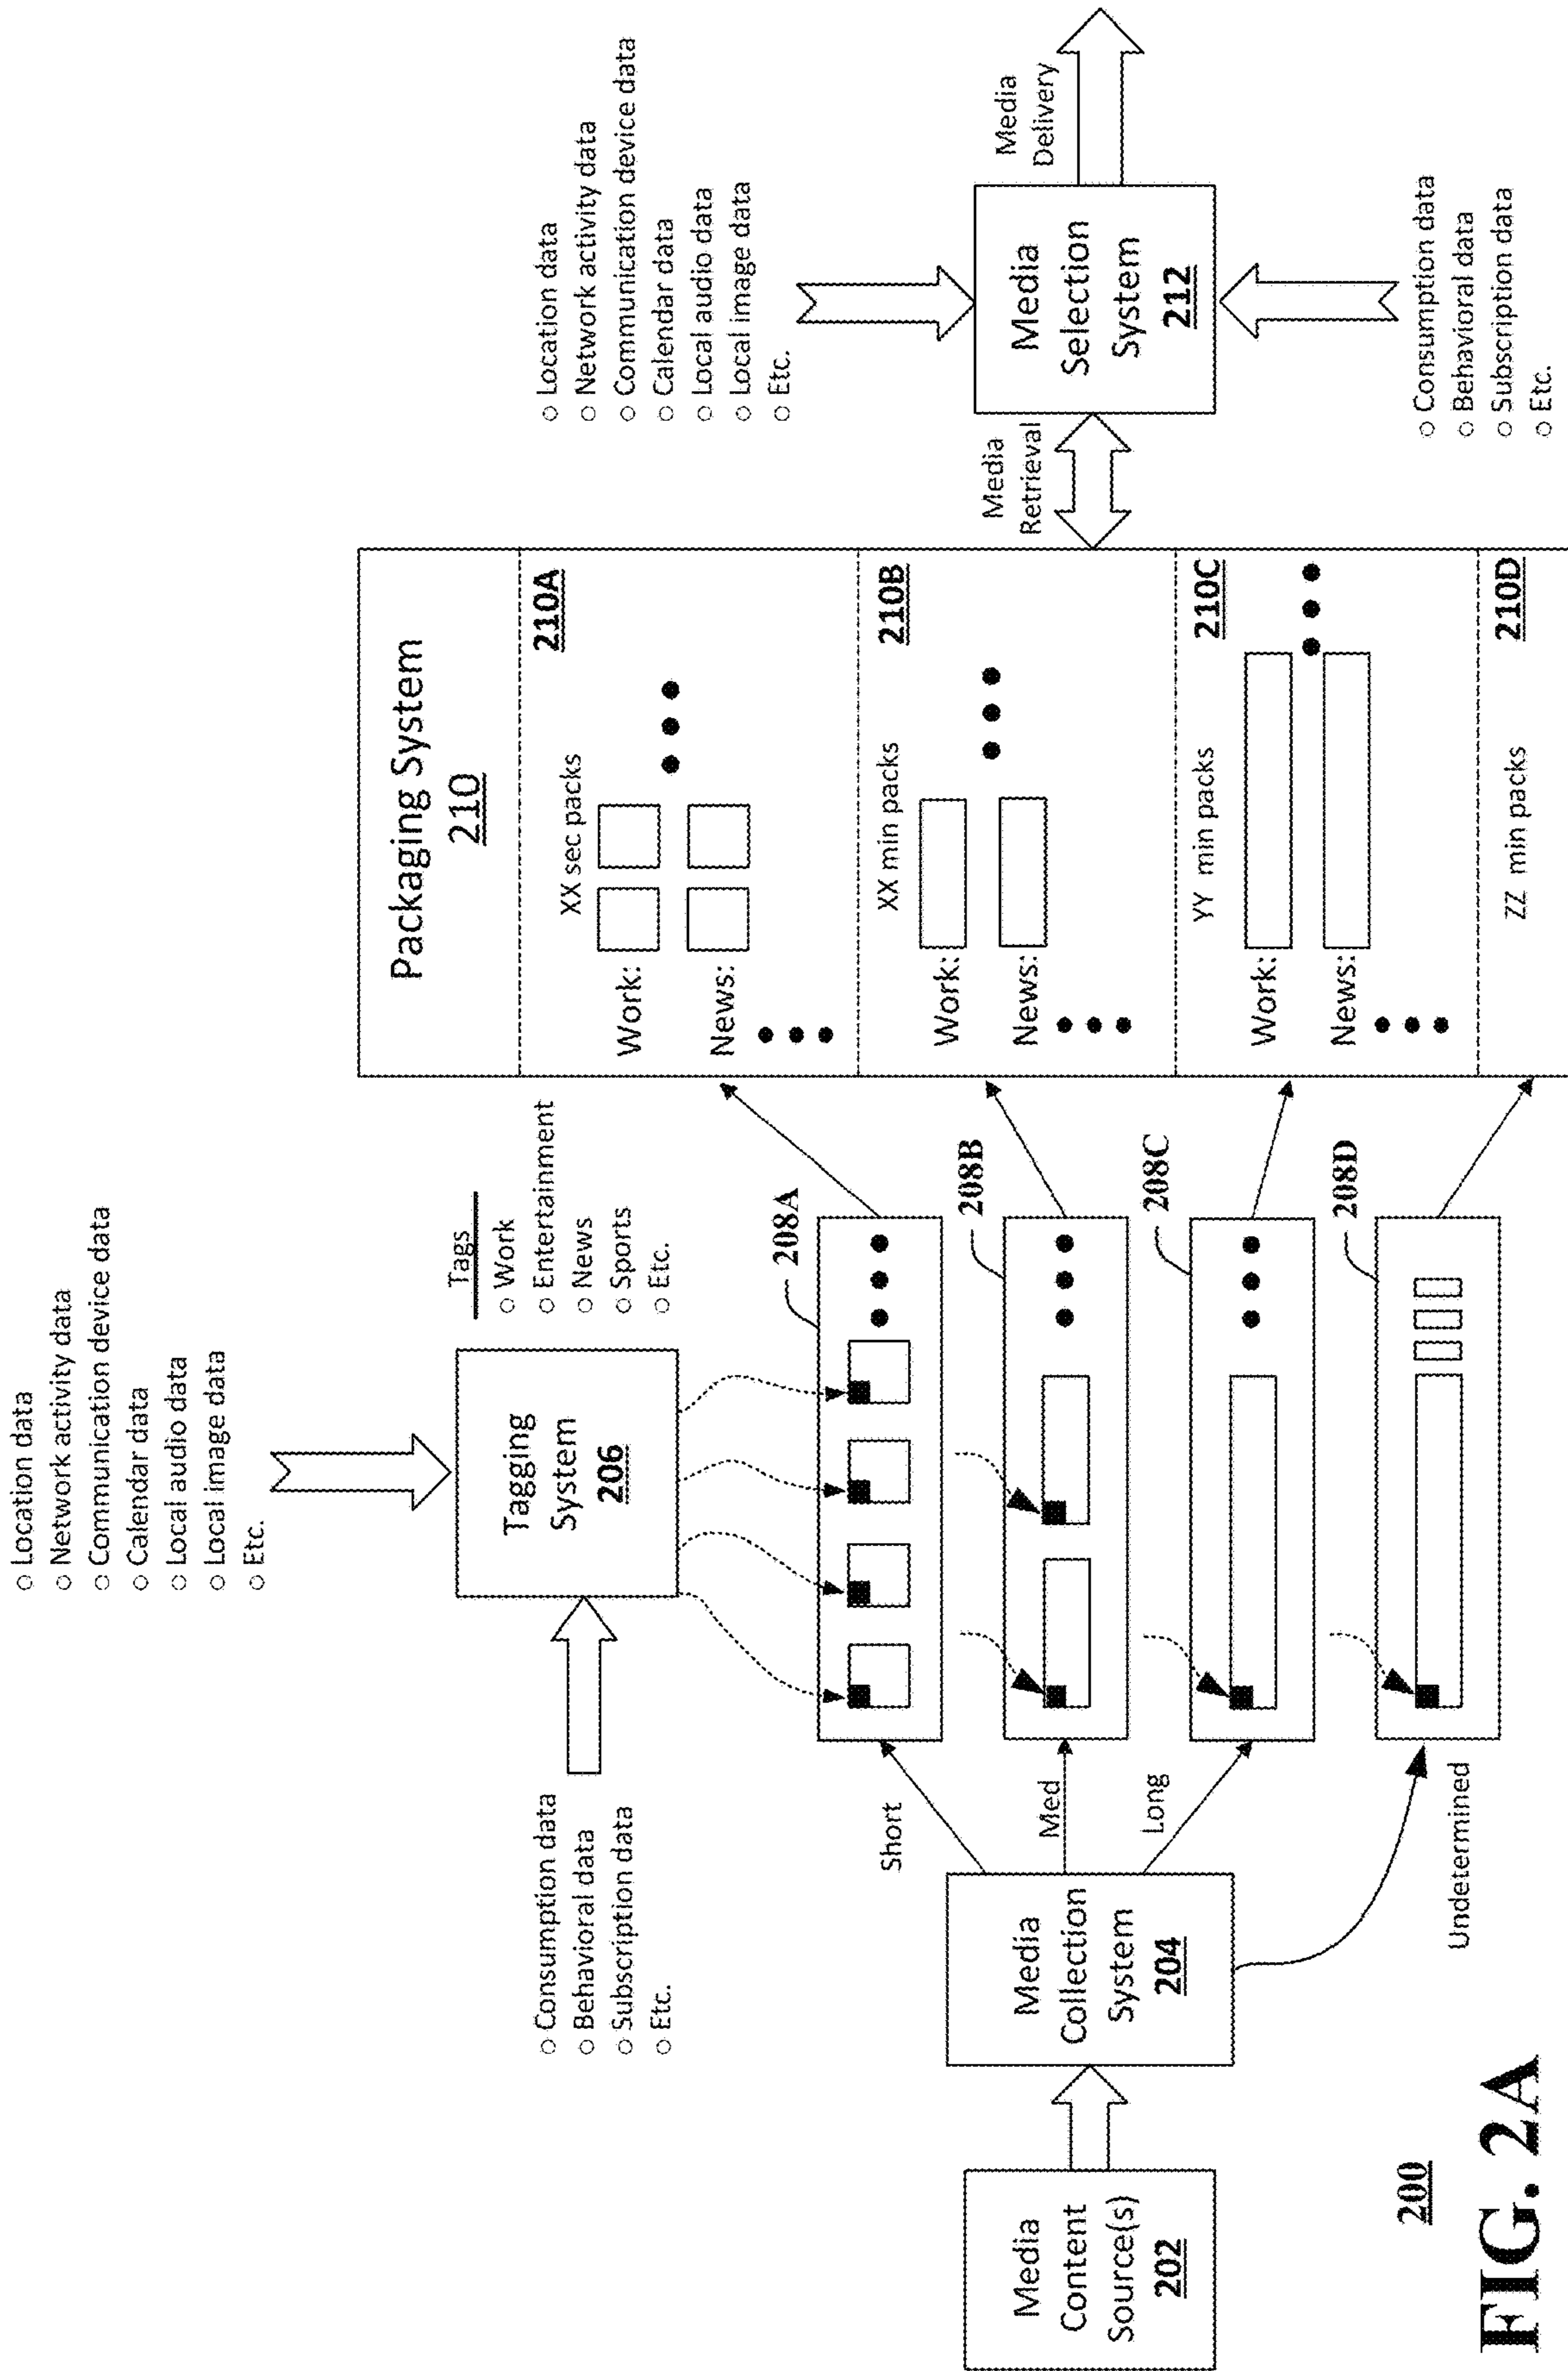 ○ Location data
○ Network activity data
○ Communication device data
○ Calendar data
○ Local audio data
○ Local image data
○ Etc.
○ Consumption data
○ Behavioral data
○ Subscription data
○ Etc.
Tagging
System
206
Tags
○ Work
○ Entertainment
○ News
○ Sports
○ Etc.
Media
Content
Source(s)
202
Media
Collection
System
204
Short
Med
Long
Undetermined
208A
208B
208C
208D
Packaging System
210
210A
XX sec packs
Work:
News:
210B
XX min packs
Work:
News:
210C
YY min packs
Work:
News:
210D
ZZ min packs
Media
Retrieval
○ Location data
○ Network activity data
○ Communication device data
○ Calendar data
○ Local audio data
○ Local image data
○ Etc.
Media
Selection
System
212
Media
Delivery
○ Consumption data
○ Behavioral data
○ Subscription data
○ Etc.
200
FIG. 2A